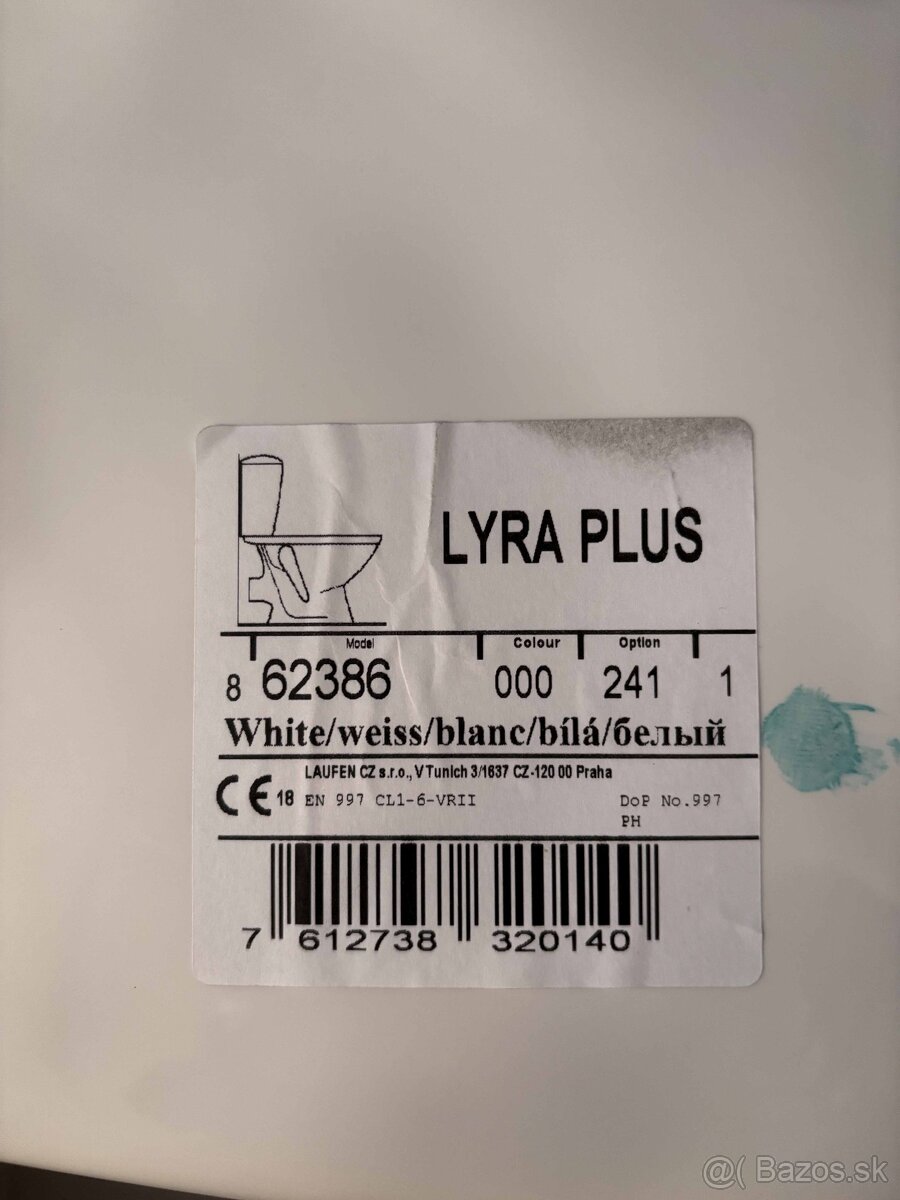 LYRA PLUS
Model Colour Option
8 62386 000 241 1
White/weiss/blanc/bílá/белый
LAUFEN CZ s.r.o., V Tunich 3/1637 CZ-120 00 Praha
CE 18 EN 997 CL1-6-VRII DoP No.997
PH
7 612738 320140
@( Bazos.sk